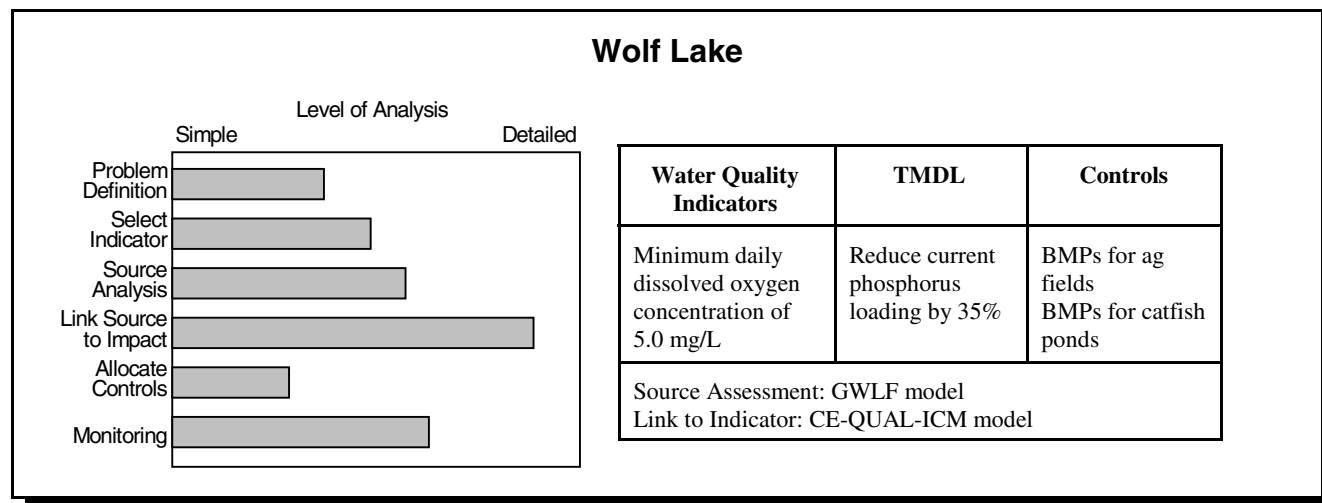 Wolf Lake
Level of Analysis
Simple
Detailed
Problem
Definition
Select
Indicator
Source
Analysis
Link Source
to Impact
Allocate
Controls
Monitoring
Water Quality
Indicators
TMDL
Controls
Minimum daily
dissolved oxygen
concentration of
5.0 mg/L
Reduce current
phosphorus
loading by 35%
BMPs for ag
fields
BMPs for catfish
ponds
Source Assessment: GWLF model
Link to Indicator: CE-QUAL-ICM model